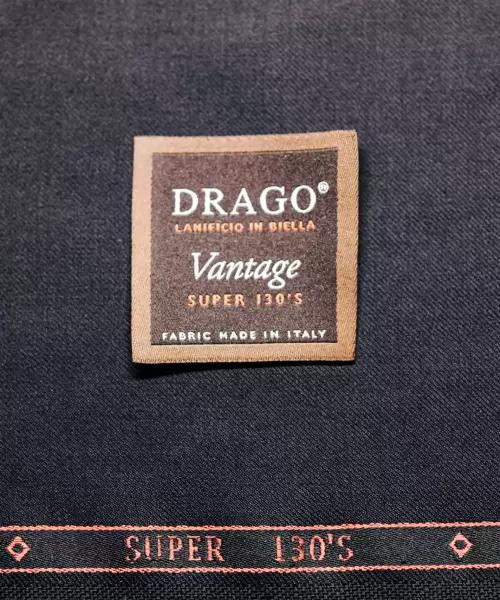 DRAGO®
LANIFICIO IN BIELLA
Vantage
SUPER 130'S
FABRIC MADE IN ITALY
SUPER 130'S